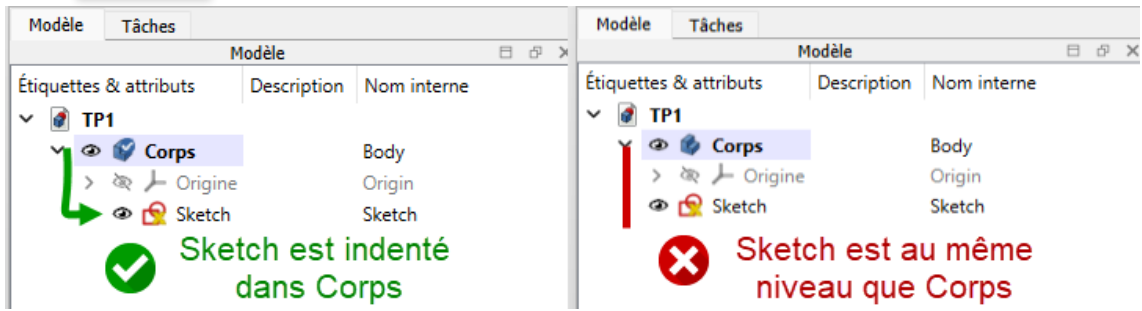 Modèle Tâches
Modèle
Étiquettes & attributs Description Nom interne
TP1
Corps Body
Origine Origin
Sketch Sketch
Sketch est indenté
dans Corps
Modèle Tâches
Modèle
Étiquettes & attributs Description Nom interne
TP1
Corps Body
Origine Origin
Sketch Sketch
Sketch est au même
niveau que Corps